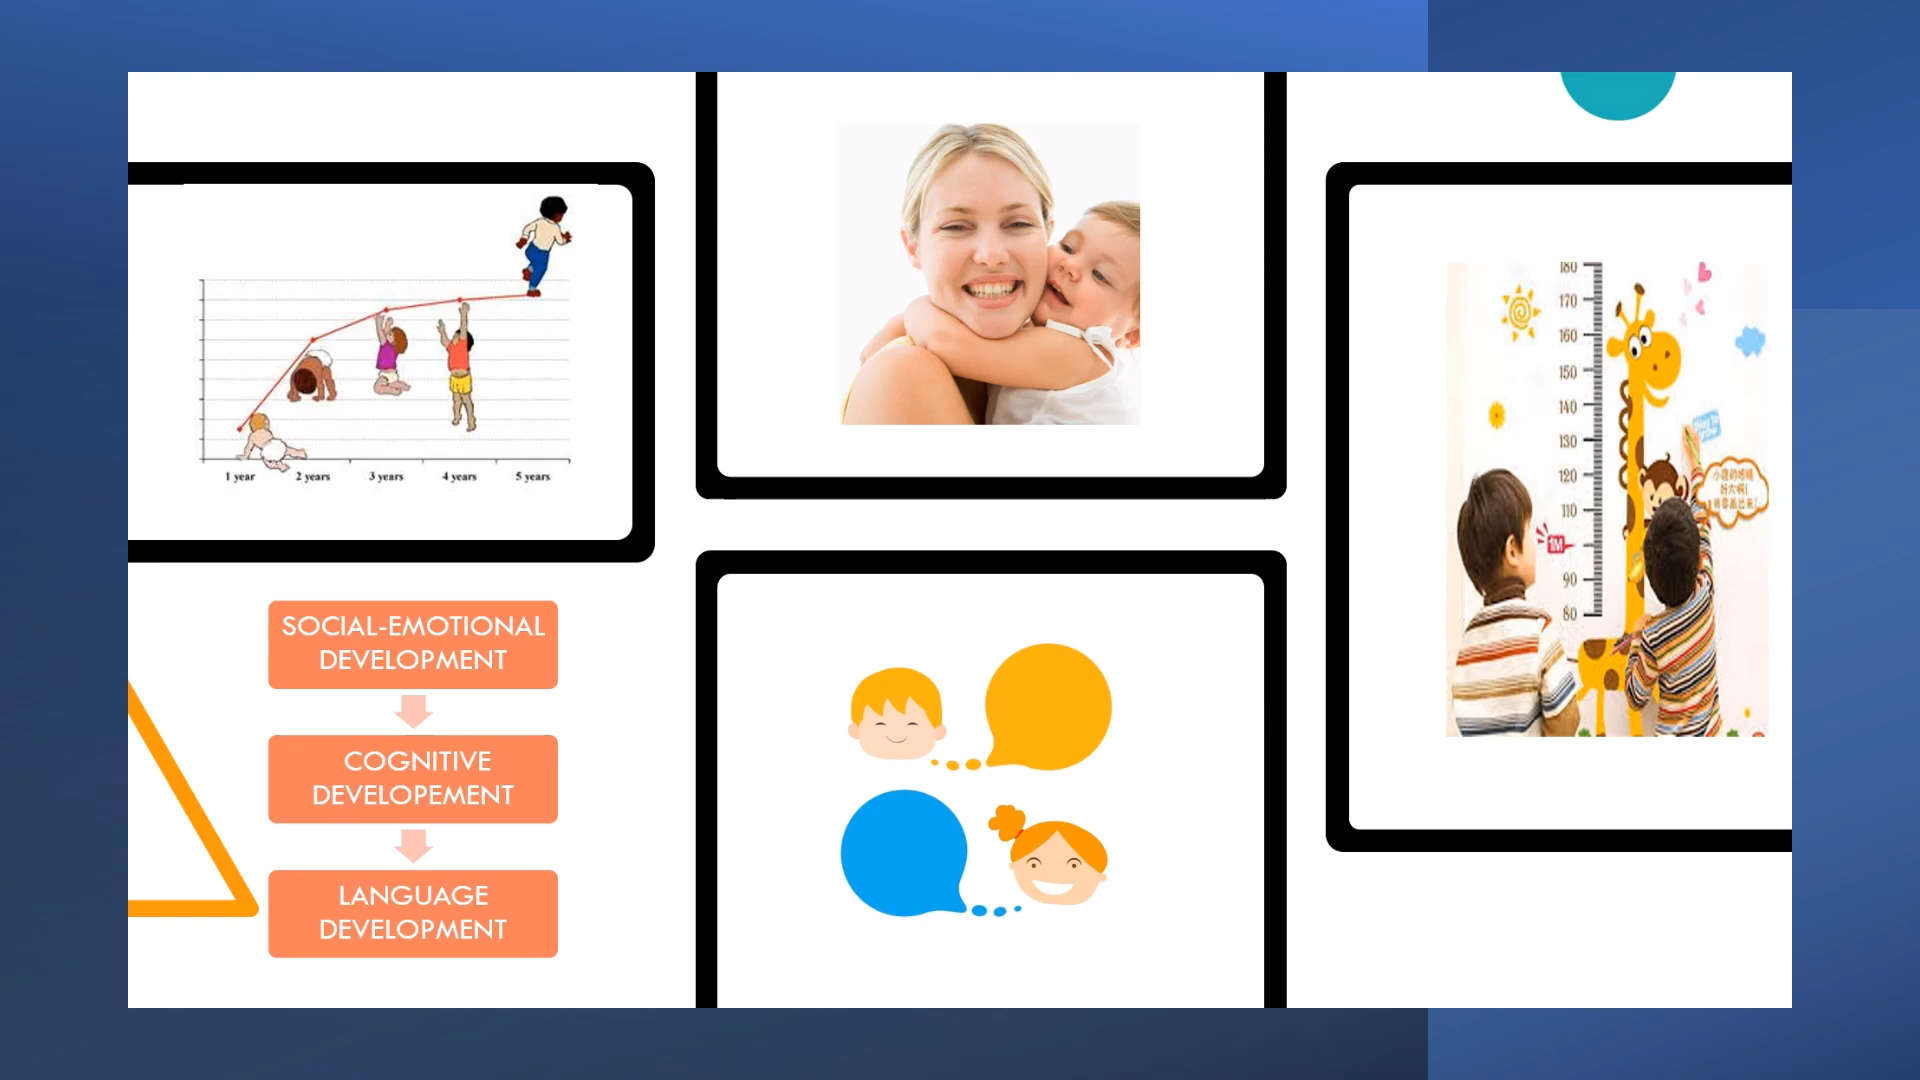 1 year 2 years 3 years 4 years 5 years
SOCIAL-EMOTIONAL
DEVELOPMENT
COGNITIVE
DEVELOPEMENT
LANGUAGE
DEVELOPMENT
180
170
160
150
140
130
120
110
1M
90
80